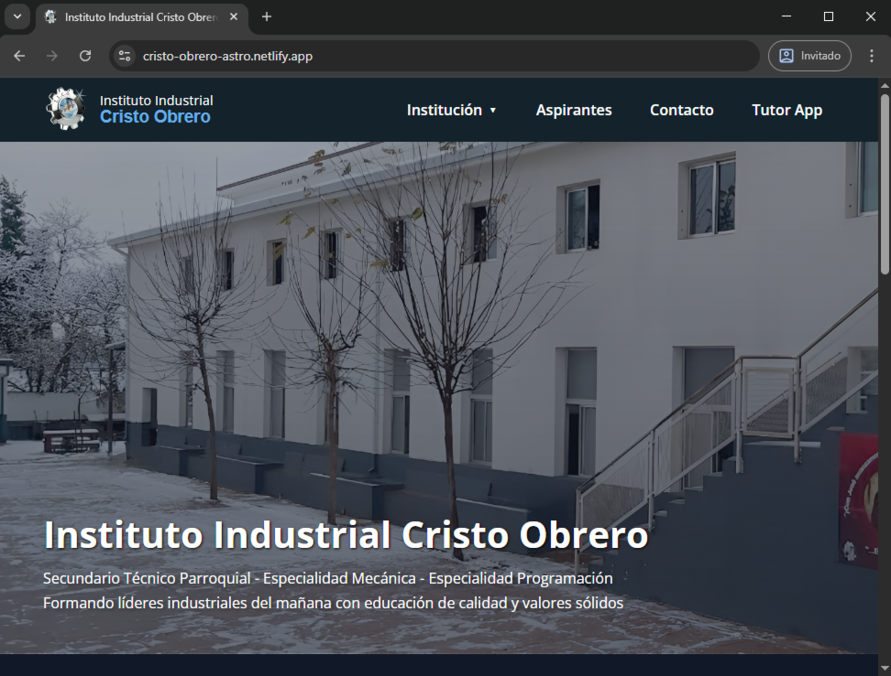 Instituto Industrial Cristo Obrer
cristo-obrero-astro.netlify.app
Invitado
Instituto Industrial
Cristo Obrero
Institución ▼
Aspirantes
Contacto
Tutor App
Instituto Industrial Cristo Obrero
Secundario Técnico Parroquial - Especialidad Mecánica - Especialidad Programación
Formando líderes industriales del mañana con educación de calidad y valores sólidos